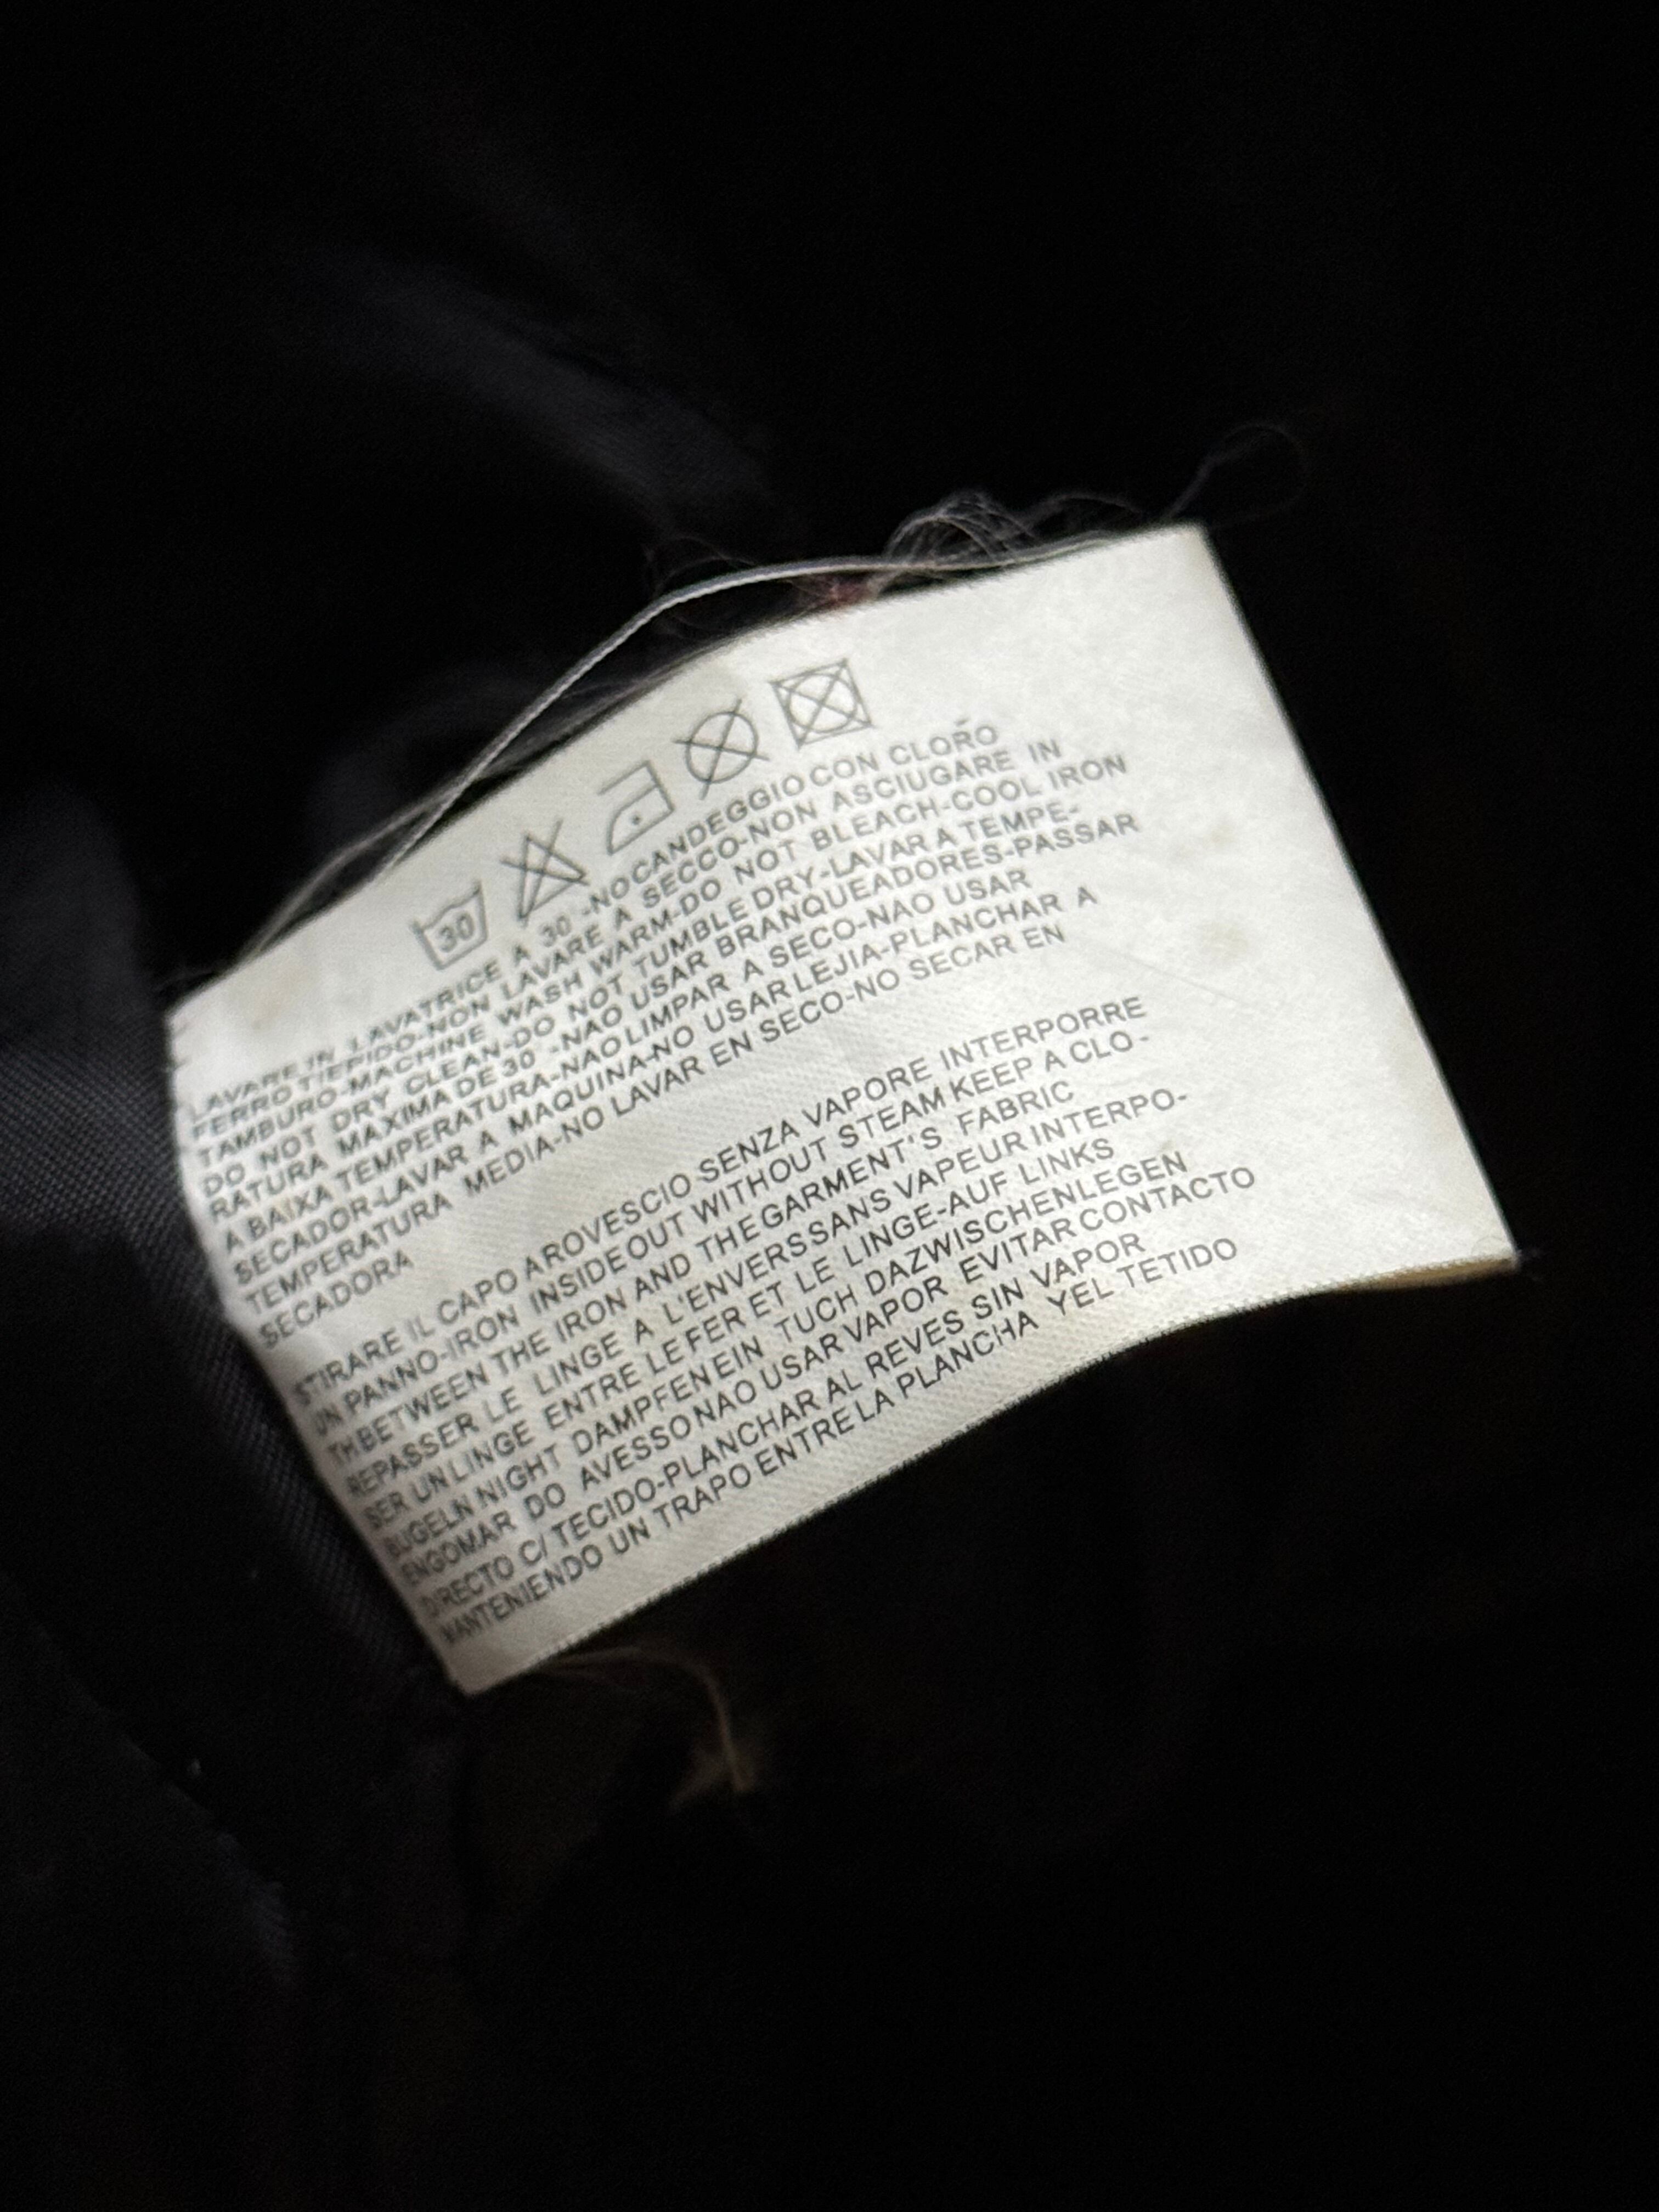 30
LAVARE IN LAVATRICE A 30°-NOCANDEGGIO CON CLORO
FERRO TIEPIDO-NON LAVARE A SECCO-NON ASCIUGARE IN
TAMBURO-MACHINE WASH WARM-DO NOT BLEACH-COOL IRON
DO NOT DRY CLEAN-DO NOT TUMBLE DRY-LAVAR A TEMPE-
RATURA MAXIMA DE 30°-NAO USAR BRANQUEADORES-PASSAR
A BAIXA TEMPERATURA-NAO LIMPAR A SECO-NAO USAR
SECADOR-LAVAR A MAQUINA-NO USAR LEJIA-PLANCHAR A
TEMPERATURA MEDIA-NO LAVAR EN SECO-NO SECAR EN
SECADORA
STIRARE IL CAPO A ROVESCIO SENZA VAPORE INTERPORRE
UN PANNO-IRON INSIDE OUT WITHOUT STEAM KEEP A CLO-
TH BETWEEN THE IRON AND THE GARMENT'S FABRIC
REPASSER LE LINGE A L'ENVERS SANS VAPEUR INTERPO-
SER UN LINGE ENTRE LE FER ET LE LINGE-AUF LINKS
BUGELN NIGHT DAMPFEN EIN TUCH DAZWISCHENLEGEN
ENGOMAR DO AVESSO NAO USAR VAPOR EVITAR CONTACTO
DIRECTO C/ TECIDO-PLANCHAR AL REVES SIN VAPOR
MANTENIENDO UN TRAPO ENTRE LA PLANCHA YEL TETIDO